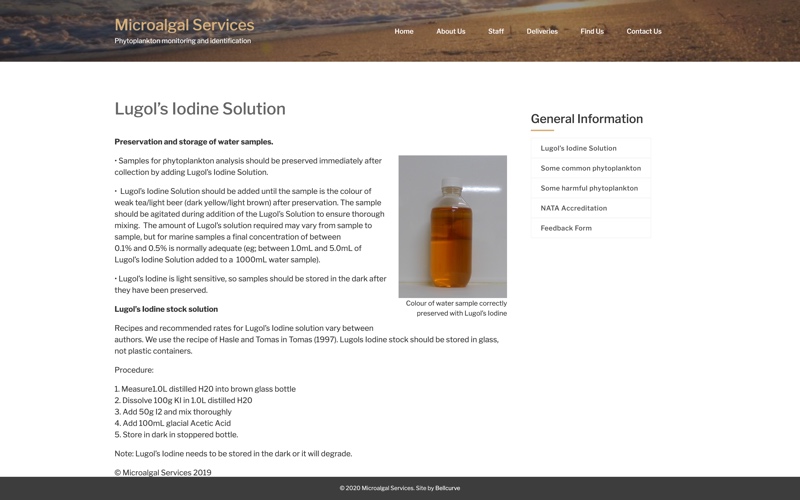 Microalgal Services
Phytoplankton monitoring and identification
Home
About Us
Staff
Deliveries
Find Us
Contact Us
Lugol's Iodine Solution
Preservation and storage of water samples.
• Samples for phytoplankton analysis should be preserved immediately after
collection by adding Lugol's Iodine Solution.
•  Lugol's Iodine Solution should be added until the sample is the colour of
weak tea/light beer (dark yellow/light brown) after preservation. The sample
should be agitated during addition of the Lugol's Solution to ensure thorough
mixing.  The amount of Lugol's solution required may vary from sample to
sample, but for marine samples a final concentration of between
0.1% and 0.5% is normally adequate (eg; between 1.0mL and 5.0mL of
Lugol's Iodine Solution added to a  1000mL water sample).
• Lugol's Iodine is light sensitive, so samples should be stored in the dark after
they have been preserved.
Colour of water sample correctly
preserved with Lugol's Iodine
Lugol's Iodine stock solution
Recipes and recommended rates for Lugol's Iodine solution vary between
authors. We use the recipe of Hasle and Tomas in Tomas (1997). Lugols Iodine stock should be stored in glass,
not plastic containers.
Procedure:
1. Measure1.0L distilled H20 into brown glass bottle
2. Dissolve 100g KI in 1.0L distilled H20
3. Add 50g I2 and mix thoroughly
4. Add 100mL glacial Acetic Acid
5. Store in dark in stoppered bottle.
Note: Lugol's Iodine needs to be stored in the dark or it will degrade.
© Microalgal Services 2019
General Information
Lugol's Iodine Solution
Some common phytoplankton
Some harmful phytoplankton
NATA Accreditation
Feedback Form
© 2020 Microalgal Services. Site by Bellcurve